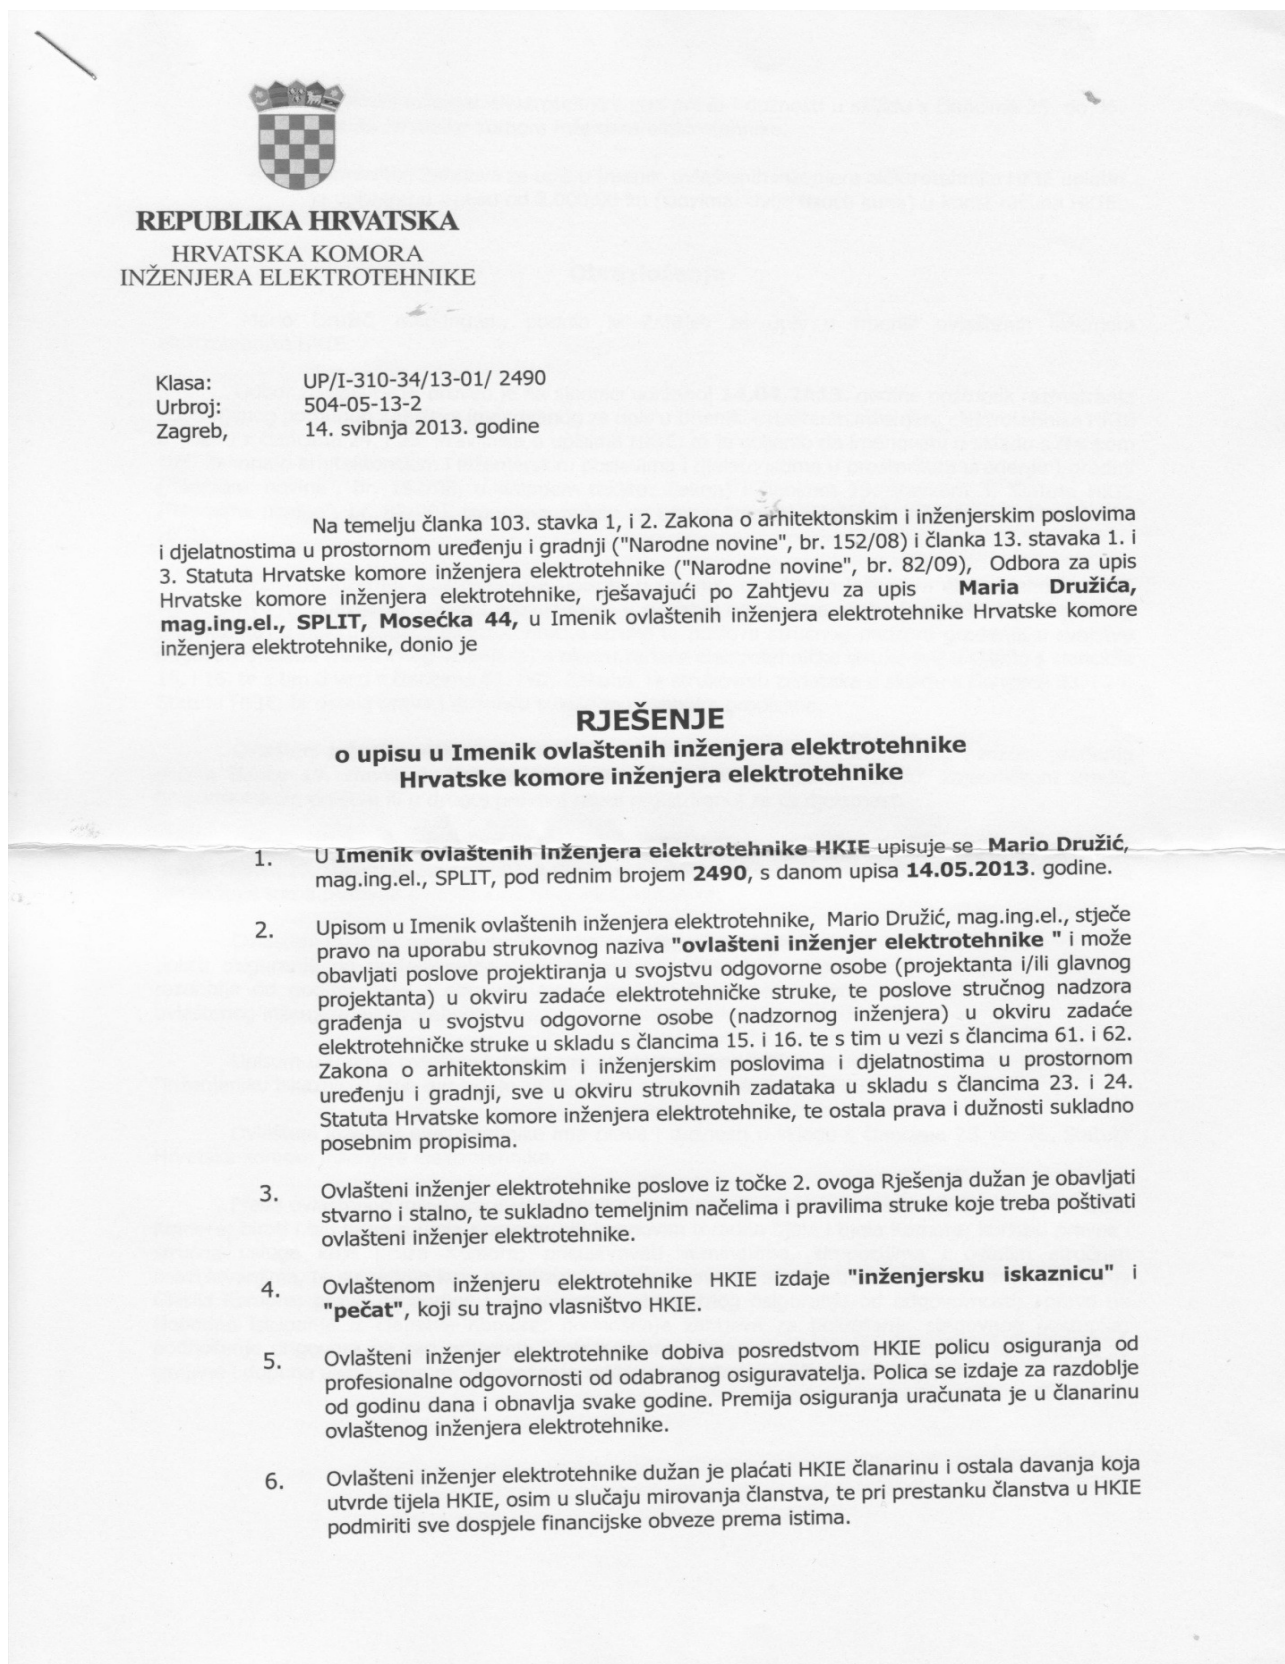 REPUBLIKA HRVATSKA
HRVATSKA KOMORA
INŽENJERA ELEKTROTEHNIKE
Klasa: UP/I-310-34/13-01/ 2490
Urbroj: 504-05-13-2
Zagreb, 14. svibnja 2013. godine
Na temelju članka 103. stavka 1, i 2. Zakona o arhitektonskim i inženjerskim poslovima
i djelatnostima u prostornom uređenju i gradnji ("Narodne novine", br. 152/08) i članka 13. stavaka 1. i
3. Statuta Hrvatske komore inženjera elektrotehnike ("Narodne novine", br. 82/09), Odbora za upis
Hrvatske komore inženjera elektrotehnike, rješavajući po Zahtjevu za upis Maria Družića,
mag.ing.el., SPLIT, Mosećka 44, u Imenik ovlaštenih inženjera elektrotehnike Hrvatske komore
inženjera elektrotehnike, donio je
RJEŠENJE
o upisu u Imenik ovlaštenih inženjera elektrotehnike
Hrvatske komore inženjera elektrotehnike
1. U Imenik ovlaštenih inženjera elektrotehnike HKIE upisuje se Mario Družić,
mag.ing.el., SPLIT, pod rednim brojem 2490, s danom upisa 14.05.2013. godine.
2. Upisom u Imenik ovlaštenih inženjera elektrotehnike, Mario Družić, mag.ing.el., stječe
pravo na uporabu strukovnog naziva "ovlašteni inženjer elektrotehnike " i može
obavljati poslove projektiranja u svojstvu odgovorne osobe (projektanta i/ili glavnog
projektanta) u okviru zadaće elektrotehničke struke, te poslove stručnog nadzora
građenja u svojstvu odgovorne osobe (nadzornog inženjera) u okviru zadaće
elektrotehničke struke u skladu s člancima 15. i 16. te s tim u vezi s člancima 61. i 62.
Zakona o arhitektonskim i inženjerskim poslovima i djelatnostima u prostornom
uređenju i gradnji, sve u okviru strukovnih zadataka u skladu s člancima 23. i 24.
Statuta Hrvatske komore inženjera elektrotehnike, te ostala prava i dužnosti sukladno
posebnim propisima.
3. Ovlašteni inženjer elektrotehnike poslove iz točke 2. ovoga Rješenja dužan je obavljati
stvarno i stalno, te sukladno temeljnim načelima i pravilima struke koje treba poštivati
ovlašteni inženjer elektrotehnike.
4. Ovlaštenom inženjeru elektrotehnike HKIE izdaje "inženjersku iskaznicu" i
"pečat", koji su trajno vlasništvo HKIE.
5. Ovlašteni inženjer elektrotehnike dobiva posredstvom HKIE policu osiguranja od
profesionalne odgovornosti od odabranog osiguravatelja. Polica se izdaje za razdoblje
od godinu dana i obnavlja svake godine. Premija osiguranja uračunata je u članarinu
ovlaštenog inženjera elektrotehnike.
6. Ovlašteni inženjer elektrotehnike dužan je plaćati HKIE članarinu i ostala davanja koja
utvrde tijela HKIE, osim u slučaju mirovanja članstva, te pri prestanku članstva u HKIE
podmiriti sve dospjele financijske obveze prema istima.